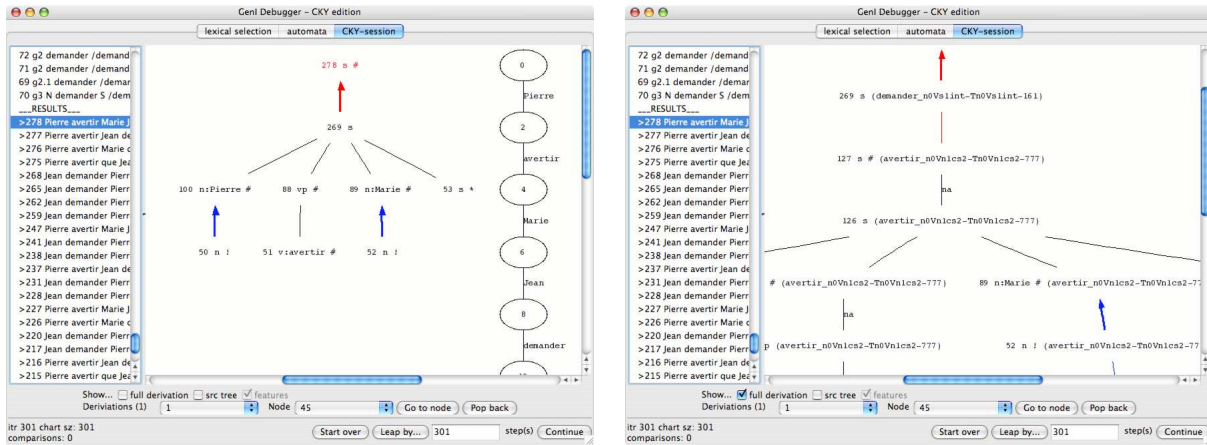 GenI Debugger – CKY edition
lexical selection automata CKY-session
72 g2 demander /demand
71 g2 demander /demand
69 g2.1 demander /demar
70 g3 N demander S /dem
___RESULTS___
>278 Pierre avertir Marie J
>277 Pierre avertir Jean de
>276 Pierre avertir Marie c
>275 Pierre avertir que Jea
>268 Jean demander Pierr
>265 Jean demander Pierr
>262 Jean demander Pierr
>259 Jean demander Pierr
>247 Pierre avertir Marie J
>241 Jean demander Pierr
>238 Jean demander Pierr
>237 Pierre avertir Jean de
>231 Jean demander Pierr
>228 Jean demander Pierr
>227 Pierre avertir Marie J
>226 Pierre avertir Marie c
>220 Jean demander Pierr
>217 Jean demander Pierr
>216 Pierre avertir Jean de
>215 Pierre avertir que Jea
278 s #
269 s
100 n:Pierre # 88 vp # 89 n:Marie # 53 s *
50 n ! 51 v:avertir # 52 n !
0
Pierre
2
avertir
4
Marie
6
Jean
8
demander
Show... full derivation src tree features
Deriviations (1) 1 Node 45 Go to node Pop back
itr 301 chart sz: 301
comparisons: 0
Start over Leap by... 301 step(s) Continue
GenI Debugger – CKY edition
lexical selection automata CKY-session
72 g2 demander /demand
71 g2 demander /demand
69 g2.1 demander /demar
70 g3 N demander S /dem
___RESULTS___
>278 Pierre avertir Marie J
>277 Pierre avertir Jean de
>276 Pierre avertir Marie c
>275 Pierre avertir que Jea
>268 Jean demander Pierr
>265 Jean demander Pierr
>262 Jean demander Pierr
>259 Jean demander Pierr
>247 Pierre avertir Marie J
>241 Jean demander Pierr
>238 Jean demander Pierr
>237 Pierre avertir Jean de
>231 Jean demander Pierr
>228 Jean demander Pierr
>227 Pierre avertir Marie J
>226 Pierre avertir Marie c
>220 Jean demander Pierr
>217 Jean demander Pierr
>216 Pierre avertir Jean de
>215 Pierre avertir que Jea
269 s (demander_n0Vs1int-Tn0Vs1int-161)
127 s # (avertir_n0Vn1cs2-Tn0Vn1cs2-777)
na
126 s (avertir_n0Vn1cs2-Tn0Vn1cs2-777)
# (avertir_n0Vn1cs2-Tn0Vn1cs2-777) 89 n:Marie # (avertir_n0Vn1cs2-Tn0Vn1cs2-77
na
p (avertir_n0Vn1cs2-Tn0Vn1cs2-777) 52 n ! (avertir_n0Vn1cs2-Tn0Vn1cs2-77
Show... full derivation src tree features
Deriviations (1) 1 Node 45 Go to node Pop back
itr 301 chart sz: 301
comparisons: 0
Start over Leap by... 301 step(s) Continue